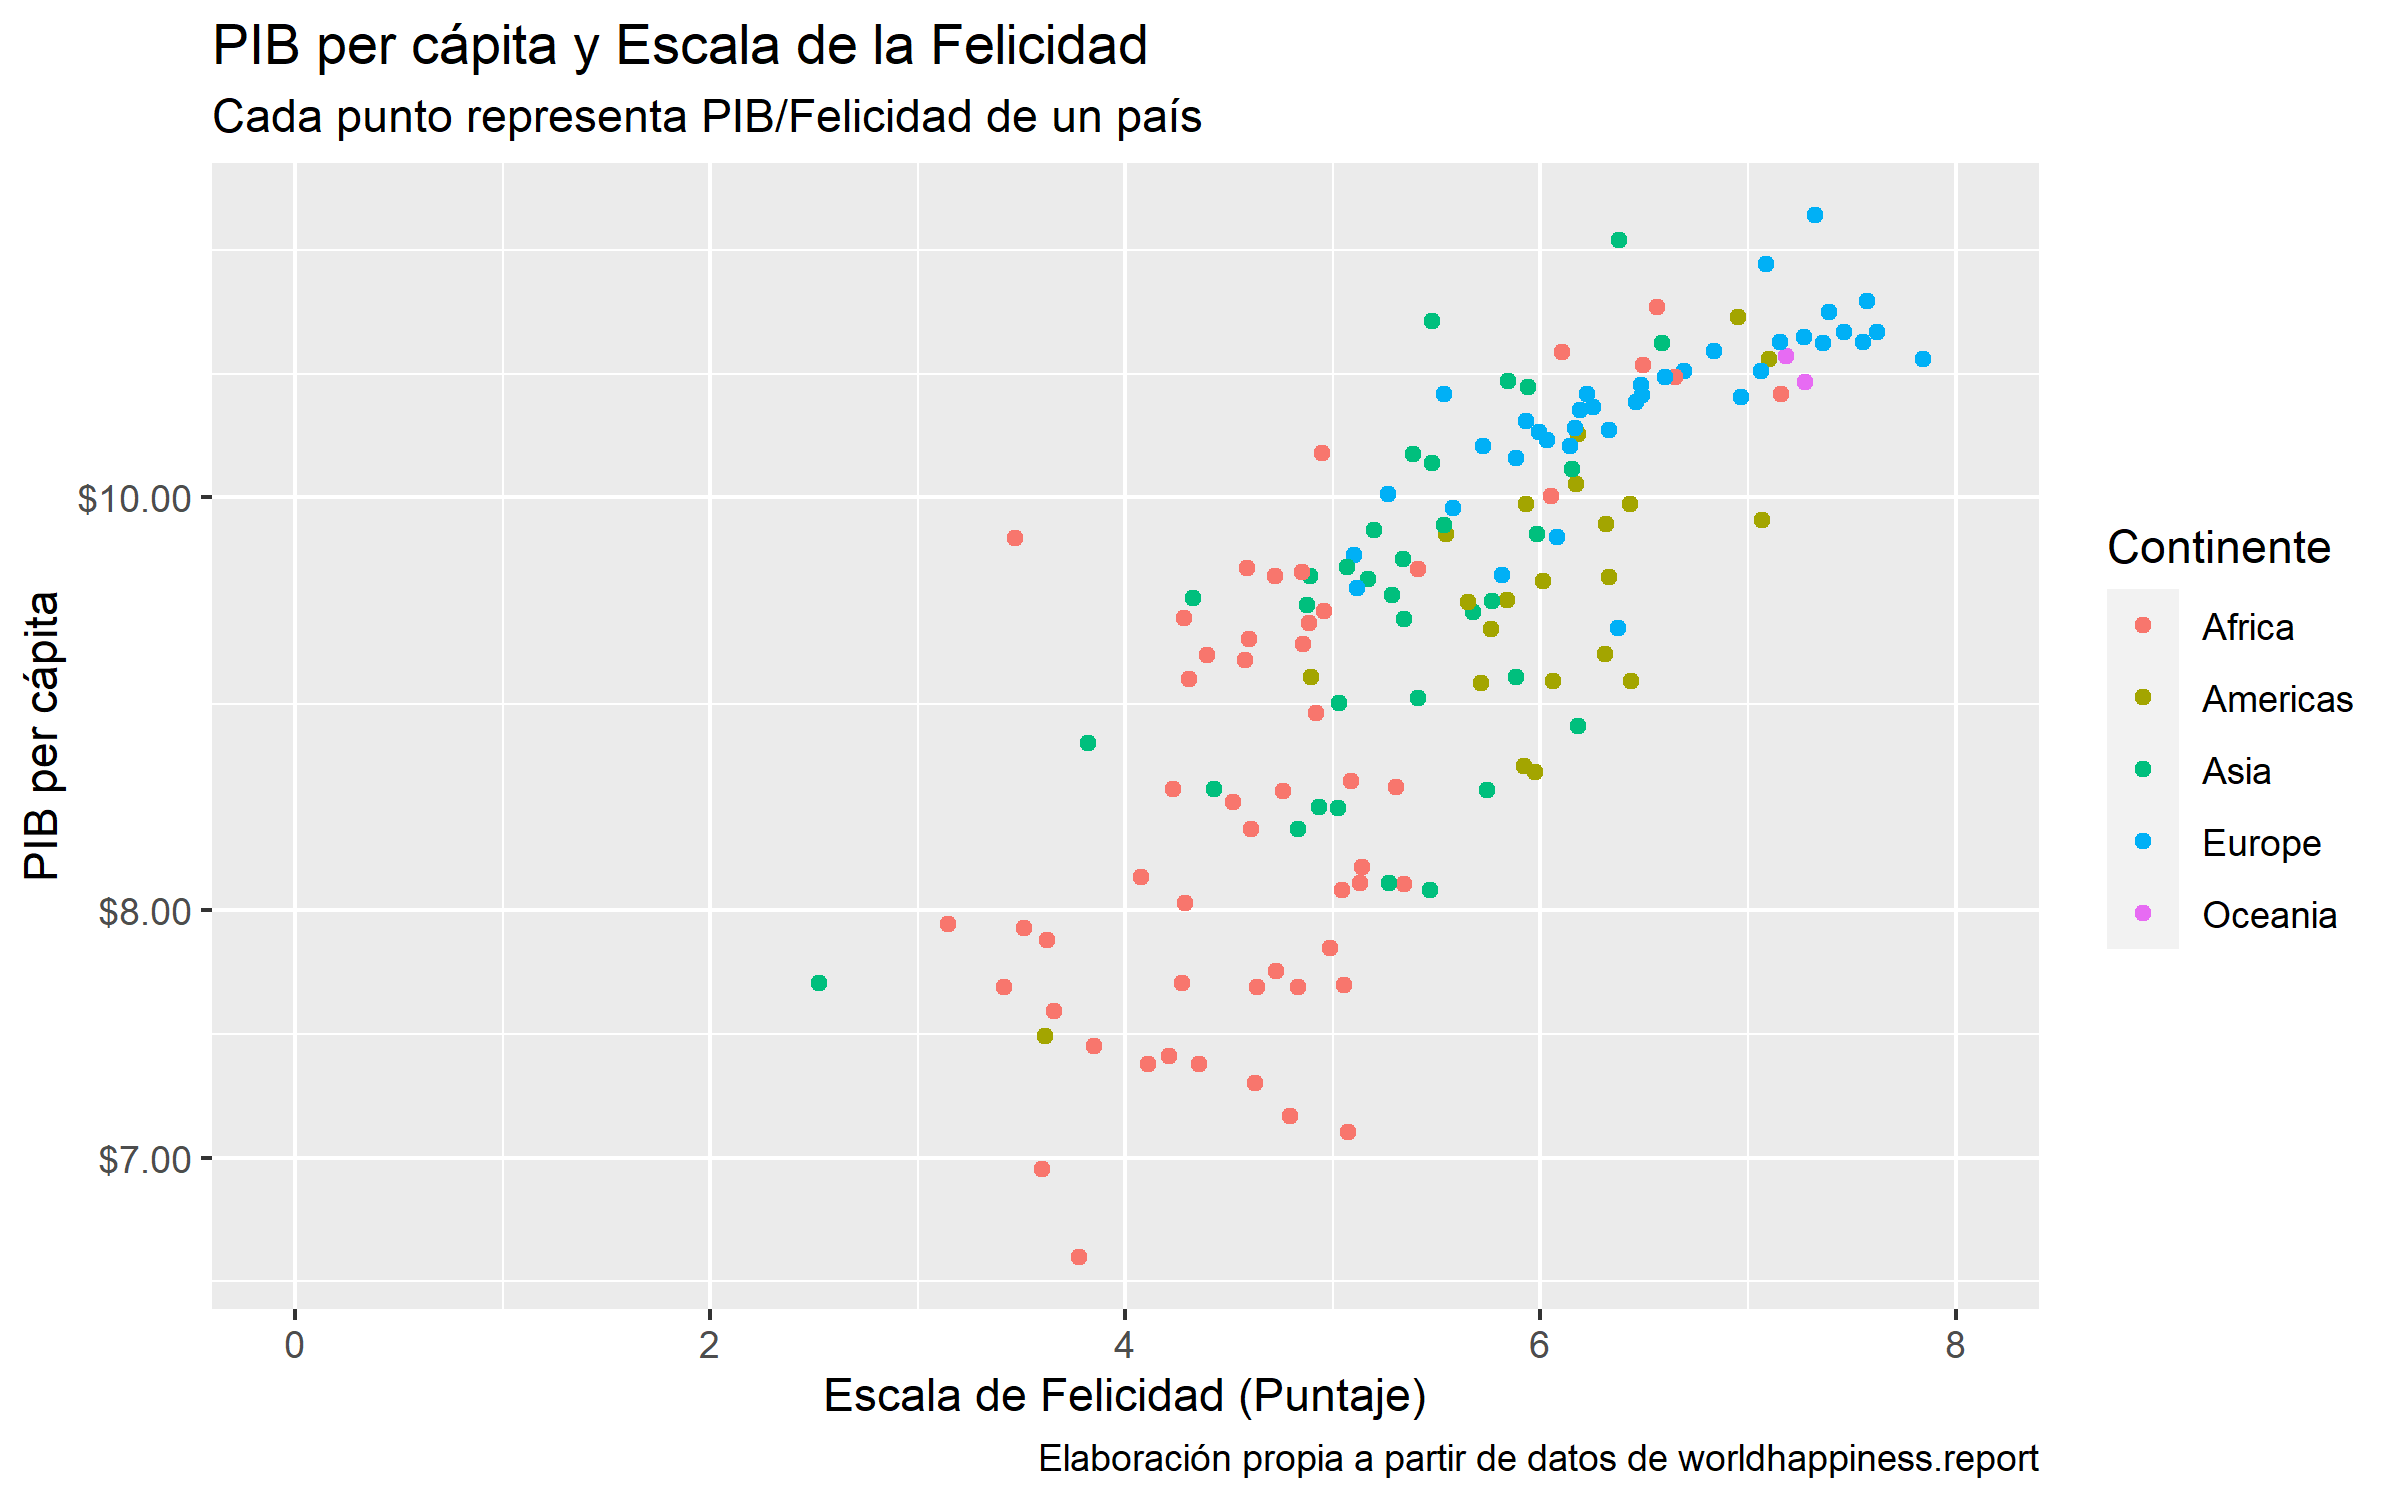 PIB per cápita y Escala de la Felicidad
Cada punto representa PIB/Felicidad de un país
PIB per cápita
$10.00
$8.00
$7.00
0 2 4 6 8
Escala de Felicidad (Puntaje)
Elaboración propia a partir de datos de worldhappiness.report
Continente
Africa
Americas
Asia
Europe
Oceania